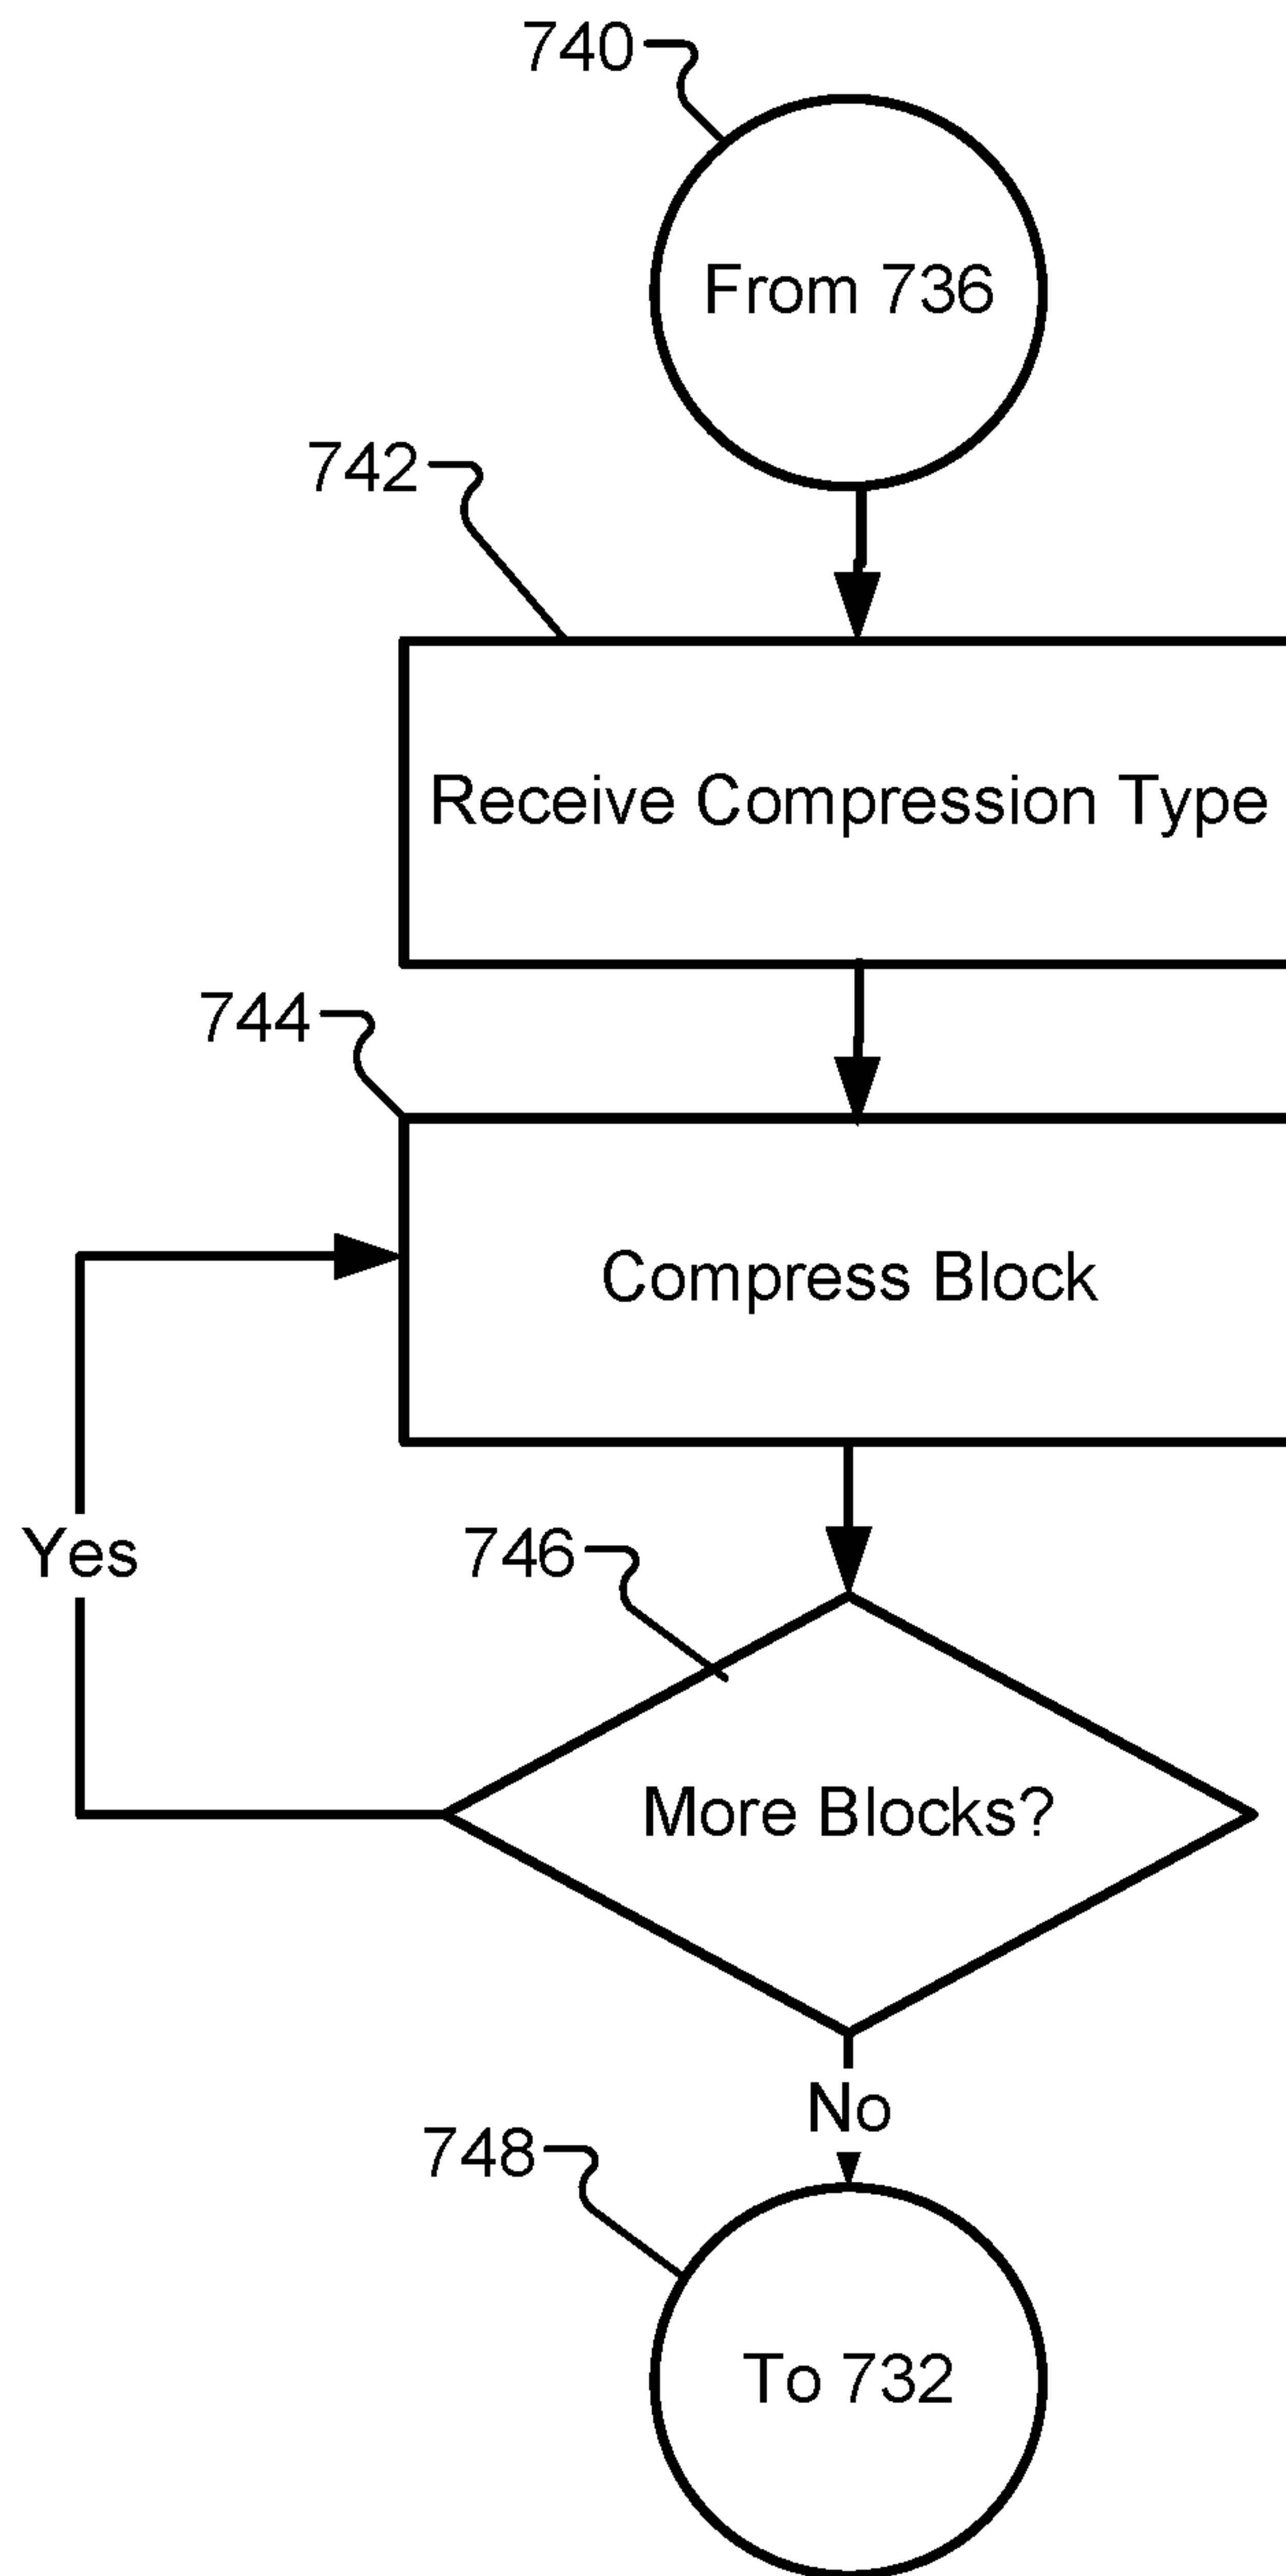 740
From 736
742
Receive Compression Type
744
Compress Block
Yes
746
More Blocks?
No
748
To 732